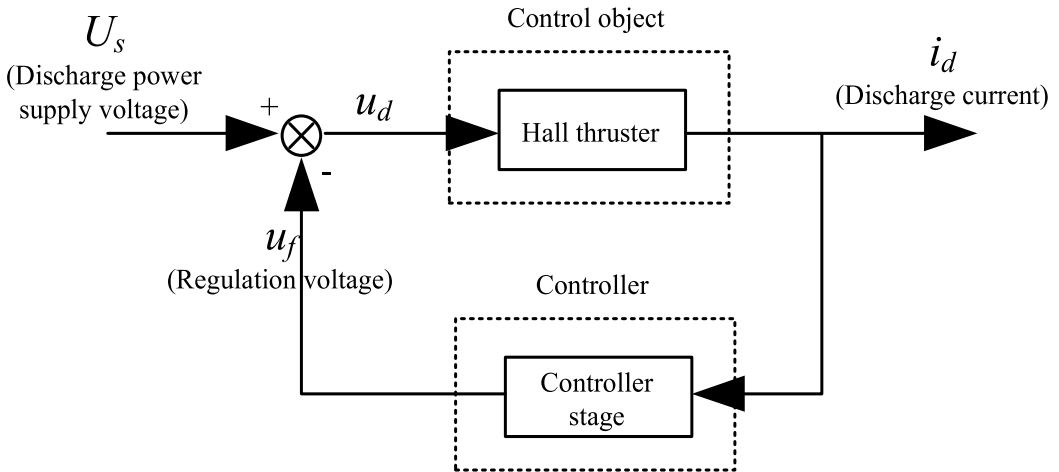 Control object
U_s
(Discharge power
supply voltage)
+
u_d
Hall thruster
i_d
(Discharge current)
-
u_f
(Regulation voltage)
Controller
Controller
stage